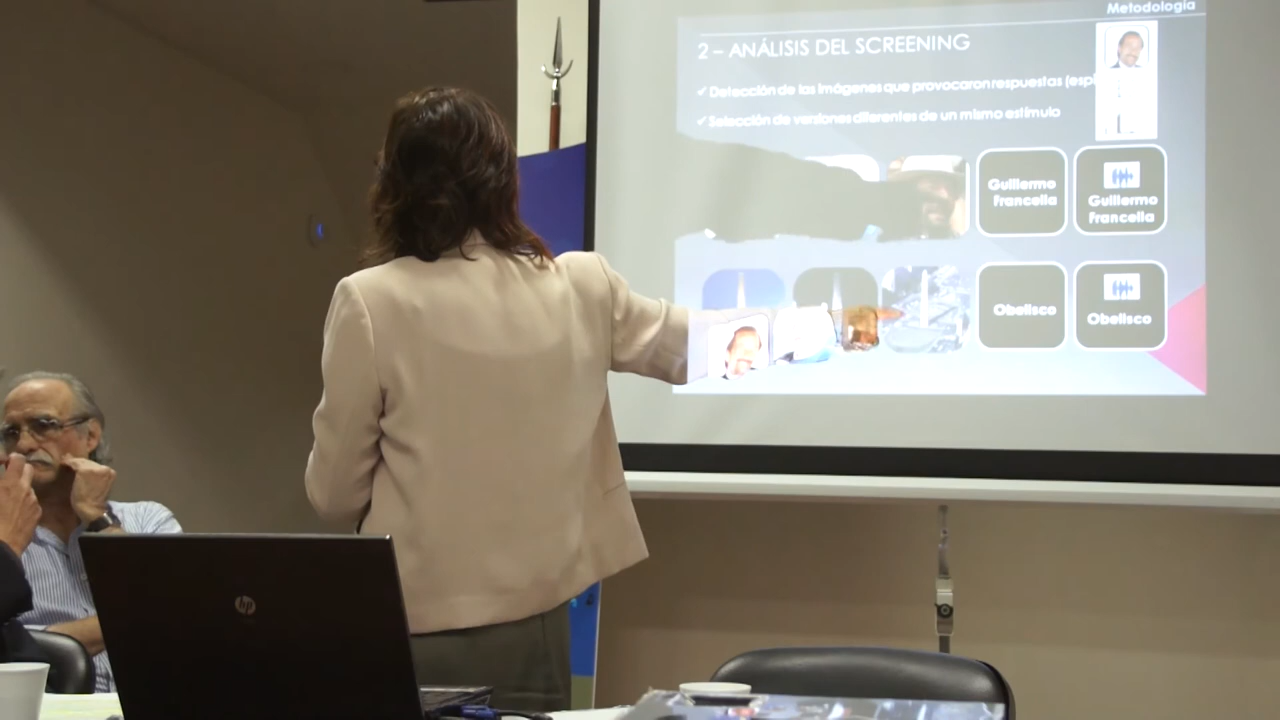 Metodología
2 – ANÁLISIS DEL SCREENING
✓ Detección de las imágenes que provocaron respuestas (espi
✓ Selección de versiones diferentes de un mismo estímulo
Guillermo
Francella
Guillermo
Francella
Obelisco
Obelisco
hp